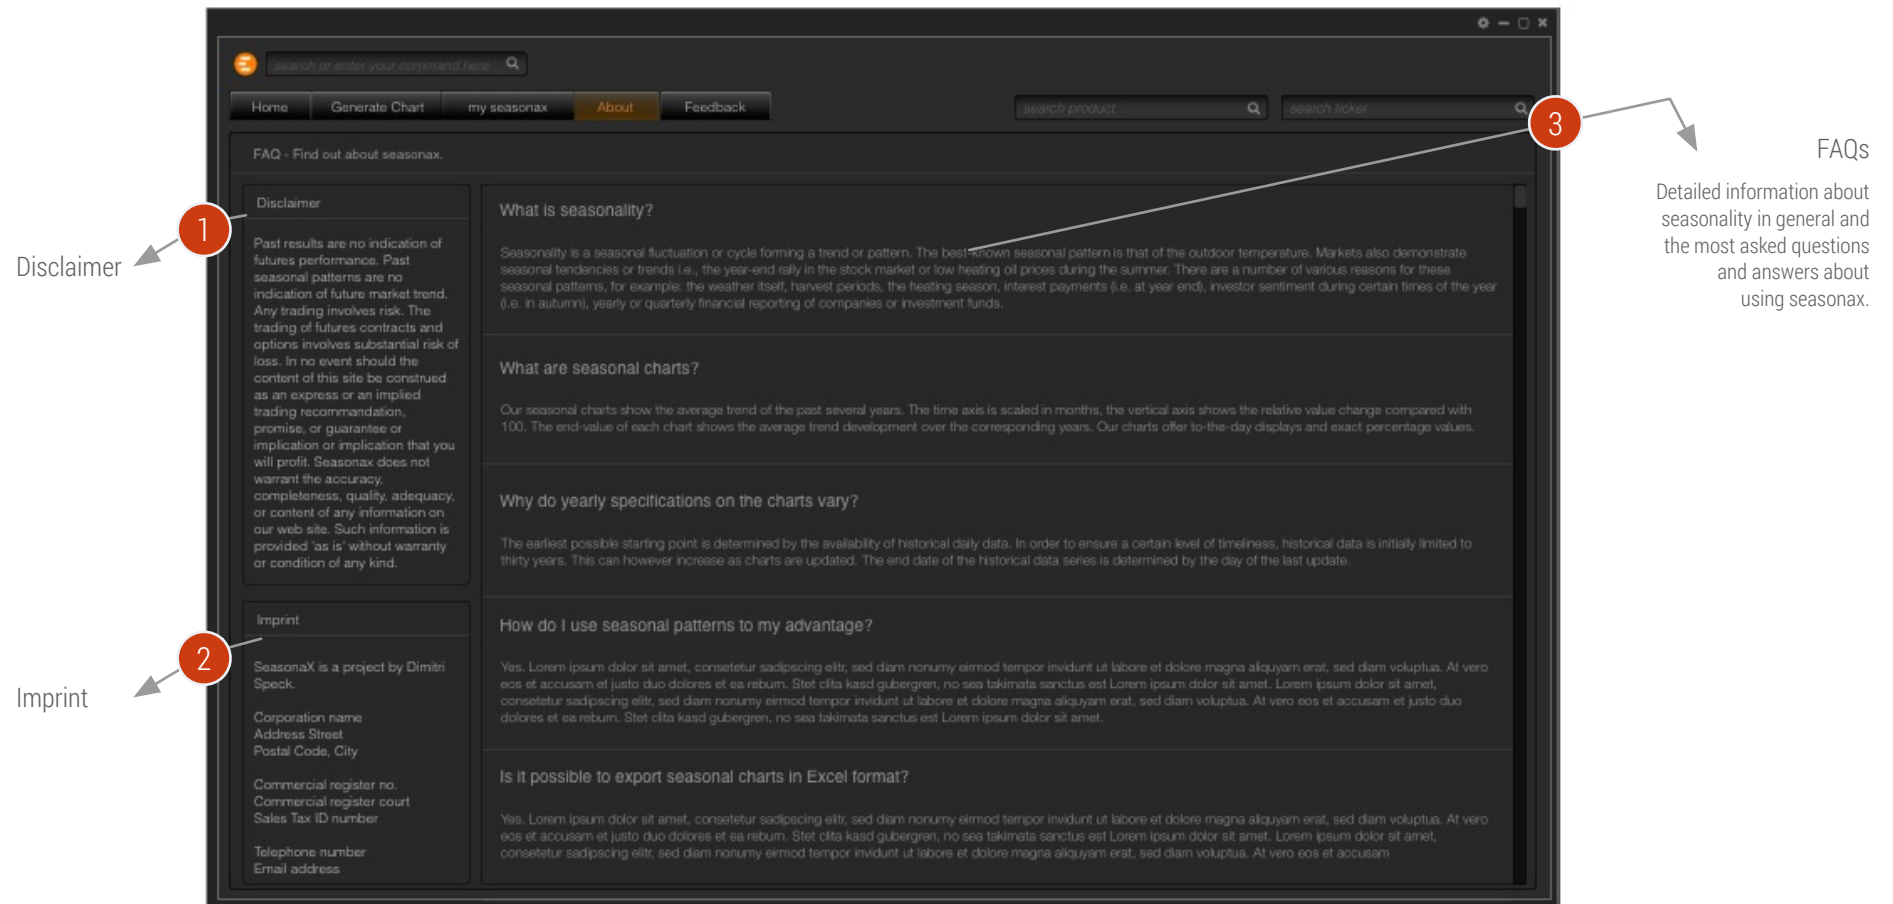 search or enter your command here
Home Generate Chart my seasonax About Feedback
search product search ticker
FAQ - Find out about seasonax.
1
Disclaimer
Disclaimer
Past results are no indication of
futures performance. Past
seasonal patterns are no
indication of future market trend.
Any trading involves risk. The
trading of futures contracts and
options involves substantial risk of
loss. In no event should the
content of this site be construed
as an express or an implied
trading recommandation,
promise, or guarantee or
implication or implication that you
will profit. Seasonax does not
warrant the accuracy,
completeness, quality, adequacy,
or content of any information on
our web site. Such information is
provided 'as is' without warranty
or condition of any kind.
2
Imprint
Imprint
SeasonaX is a project by Dimitri
Speck.
Corporation name
Address Street
Postal Code, City
Commercial register no.
Commercial register court
Sales Tax ID number
Telephone number
Email address
What is seasonality?
Seasonality is a seasonal fluctuation or cycle forming a trend or pattern. The best-known seasonal pattern is that of the outdoor temperature. Markets also demonstrate
seasonal tendencies or trends i.e., the year-end rally in the stock market or low heating oil prices during the summer. There are a number of various reasons for these
seasonal patterns, for example: the weather itself, harvest periods, the heating season, interest payments (i.e. at year end), investor sentiment during certain times of the year
(i.e. in autumn), yearly or quarterly financial reporting of companies or investment funds.
What are seasonal charts?
Our seasonal charts show the average trend of the past several years. The time axis is scaled in months, the vertical axis shows the relative value change compared with
100. The end-value of each chart shows the average trend development over the corresponding years. Our charts offer to-the-day displays and exact percentage values.
Why do yearly specifications on the charts vary?
The earliest possible starting point is determined by the availability of historical daily data. In order to ensure a certain level of timeliness, historical data is initially limited to
thirty years. This can however increase as charts are updated. The end date of the historical data series is determined by the day of the last update.
How do I use seasonal patterns to my advantage?
Yes. Lorem ipsum dolor sit amet, consetetur sadipscing elitr, sed diam nonumy eirmod tempor invidunt ut labore et dolore magna aliquyam erat, sed diam voluptua. At vero
eos et accusam et justo duo dolores et ea rebum. Stet clita kasd gubergren, no sea takimata sanctus est Lorem ipsum dolor sit amet. Lorem ipsum dolor sit amet,
consetetur sadipscing elitr, sed diam nonumy eirmod tempor invidunt ut labore et dolore magna aliquyam erat, sed diam voluptua. At vero eos et accusam et justo duo
dolores et ea rebum. Stet clita kasd gubergren, no sea takimata sanctus est Lorem ipsum dolor sit amet.
Is it possible to export seasonal charts in Excel format?
Yes. Lorem ipsum dolor sit amet, consetetur sadipscing elitr, sed diam nonumy eirmod tempor invidunt ut labore et dolore magna aliquyam erat, sed diam voluptua. At vero
eos et accusam et justo duo dolores et ea rebum. Stet clita kasd gubergren, no sea takimata sanctus est Lorem ipsum dolor sit amet. Lorem ipsum dolor sit amet,
consetetur sadipscing elitr, sed diam nonumy eirmod tempor invidunt ut labore et dolore magna aliquyam erat, sed diam voluptua. At vero eos et accusam
3
FAQs
Detailed information about
seasonality in general and
the most asked questions
and answers about
using seasonax.